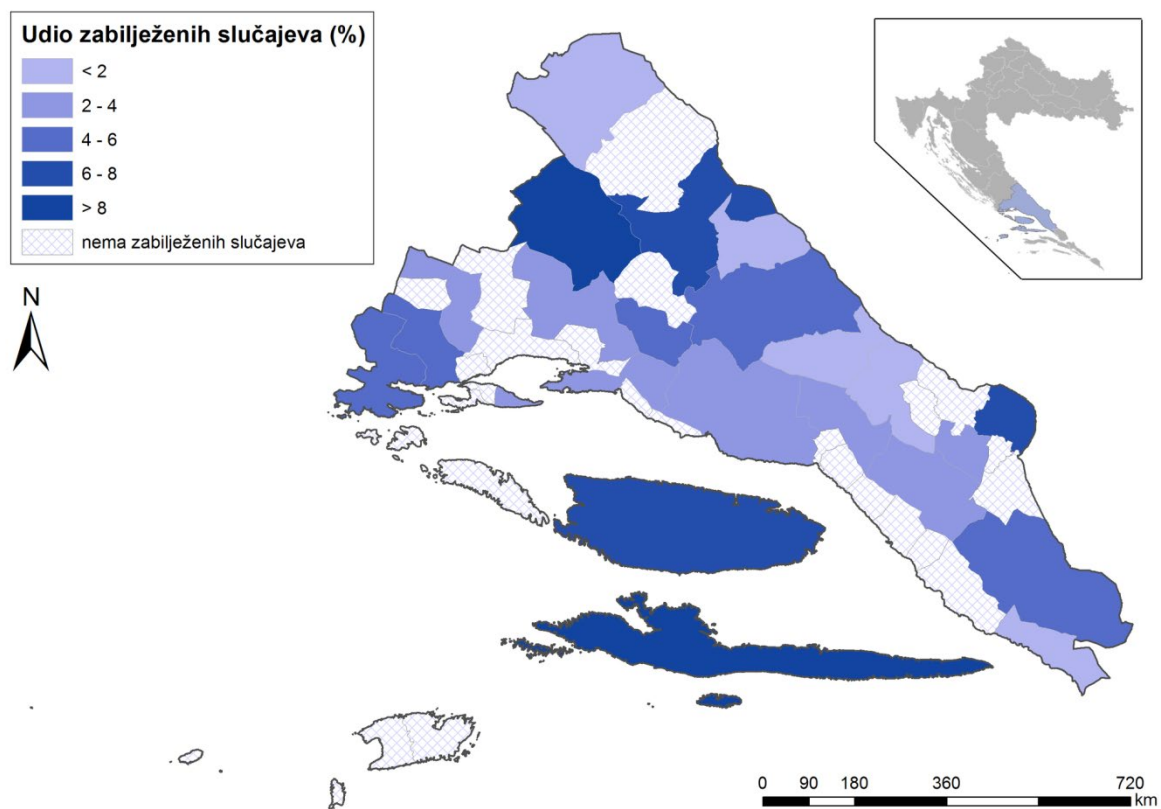 Udio zabilježenih slučajeva (%)
< 2
2 - 4
4 - 6
6 - 8
> 8
nema zabilježenih slučajeva
N
0 90 180 360 720
km